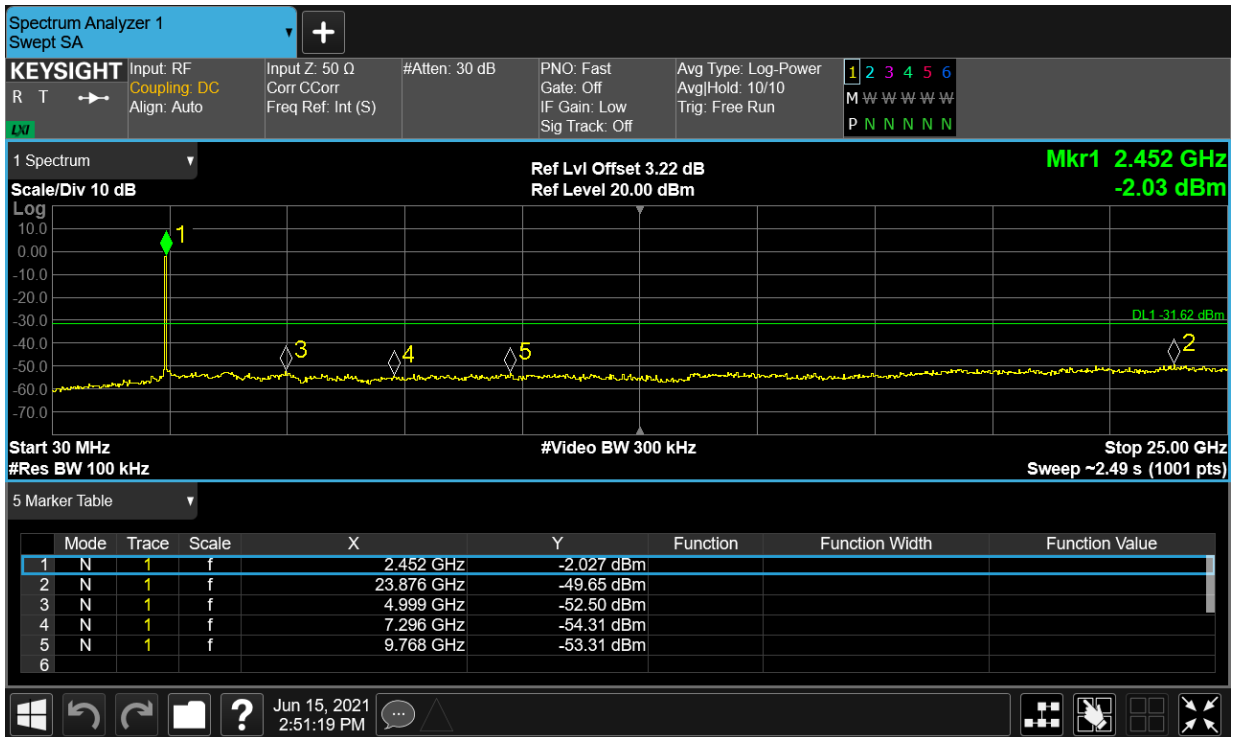 Spectrum Analyzer 1
Swept SA
KEYSIGHT Input: RF Input Z: 50 Ω #Atten: 30 dB PNO: Fast Avg Type: Log-Power 1 2 3 4 5 6
R T Coupling: DC Corr CCorr Gate: Off Avg|Hold: 10/10 M W W W W W
Align: Auto Freq Ref: Int (S) IF Gain: Low Trig: Free Run
LXI Sig Track: Off P N N N N N N
1 Spectrum Ref Lvl Offset 3.22 dB Mkr1 2.452 GHz
Scale/Div 10 dB Ref Level 20.00 dBm -2.03 dBm
Log
10.0 1
0.00
-10.0
-20.0
-30.0 DL1 -31.62 dBm
-40.0 3 4 5 2
-50.0
-60.0
-70.0
Start 30 MHz #Video BW 300 kHz Stop 25.00 GHz
#Res BW 100 kHz Sweep ~2.49 s (1001 pts)
5 Marker Table
Mode Trace Scale X Y Function Function Width Function Value
1 N 1 f 2.452 GHz -2.027 dBm
2 N 1 f 23.876 GHz -49.65 dBm
3 N 1 f 4.999 GHz -52.50 dBm
4 N 1 f 7.296 GHz -54.31 dBm
5 N 1 f 9.768 GHz -53.31 dBm
6
? Jun 15, 2021
2:51:19 PM